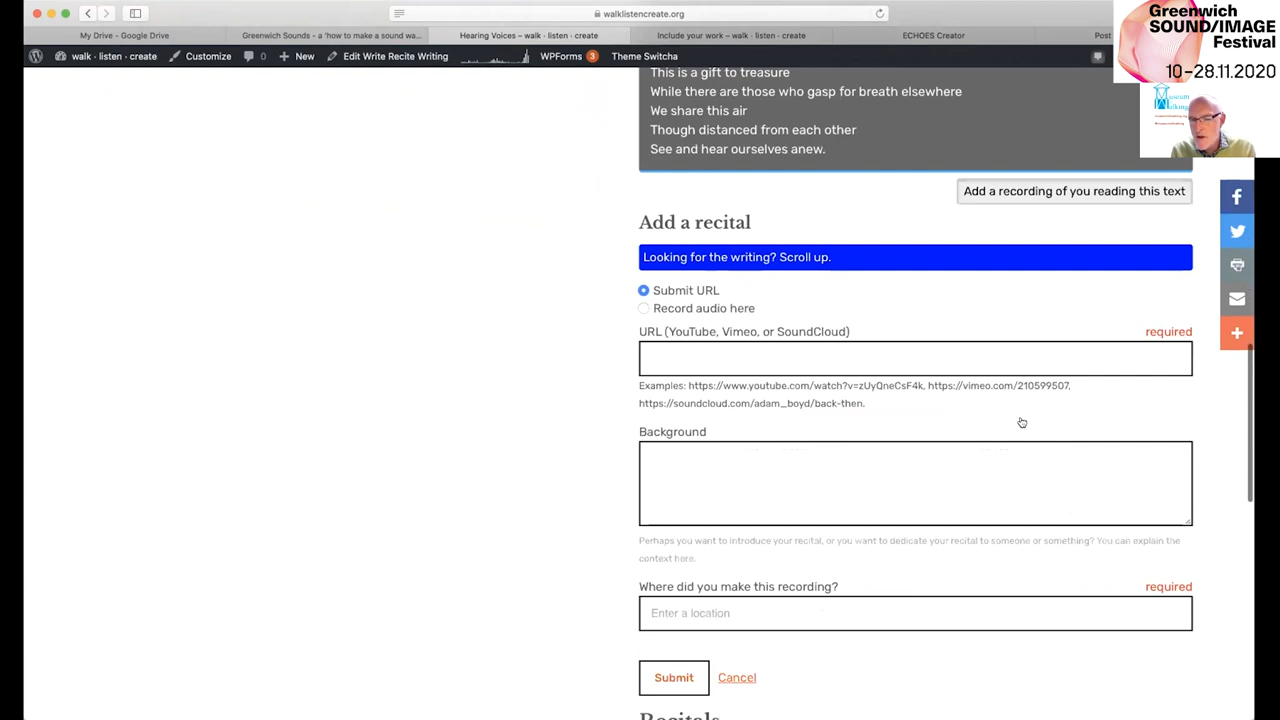 walklistencreate.org
My Drive - Google Drive
Greenwich Sounds - a 'how to make a sound wa...
Hearing Voices – walk · listen · create
Include your work – walk · listen · create
ECHOES Creator
Post
walk · listen · create
Customize
0
New
Edit Write Recite Writing
WPForms 3
Theme Switcha
Greenwich
SOUND/IMAGE
Festival
10–28.11.2020
This is a gift to treasure
While there are those who gasp for breath elsewhere
We share this air
Though distanced from each other
See and hear ourselves anew.
Add a recording of you reading this text
Add a recital
Looking for the writing? Scroll up.
Submit URL
Record audio here
URL (YouTube, Vimeo, or SoundCloud) required
Examples: https://www.youtube.com/watch?v=zUyQneCsF4k, https://vimeo.com/210599507,
https://soundcloud.com/adam_boyd/back-then.
Background
Perhaps you want to introduce your recital, or you want to dedicate your recital to someone or something? You can explain the
context here.
Where did you make this recording? required
Enter a location
Submit Cancel
Recitals